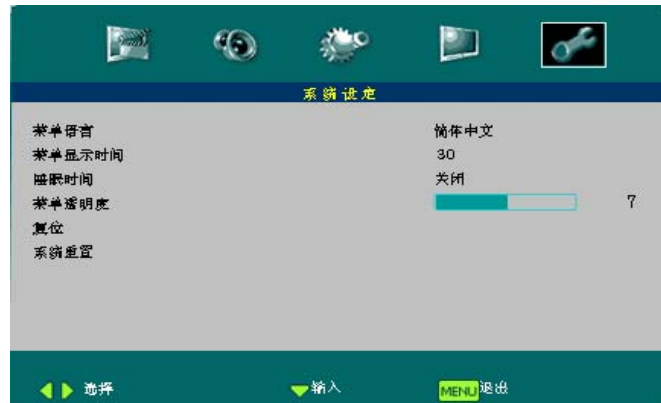 系统设定
菜单语言 简体中文
菜单显示时间 30
睡眠时间 关闭
菜单透明度 7
复位
系统重置
选择 输入 MENU 退出